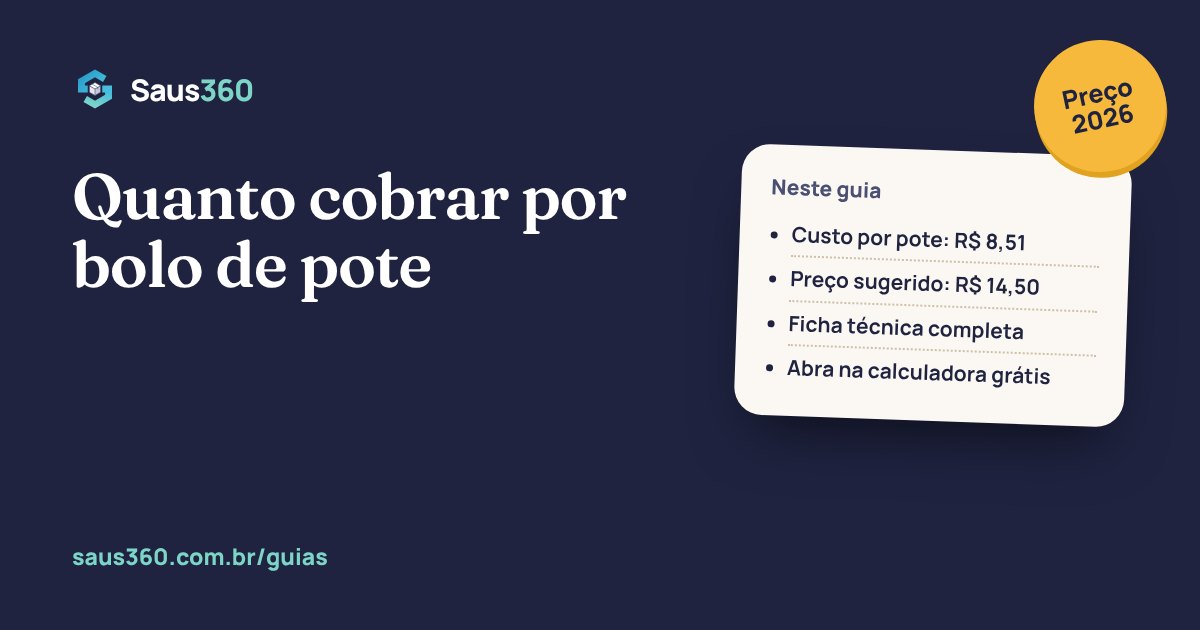 Saus360
Quanto cobrar por
bolo de pote
Preço
2026
Neste guia
• Custo por pote: R$ 8,51
• Preço sugerido: R$ 14,50
• Ficha técnica completa
• Abra na calculadora grátis
saus360.com.br/guias